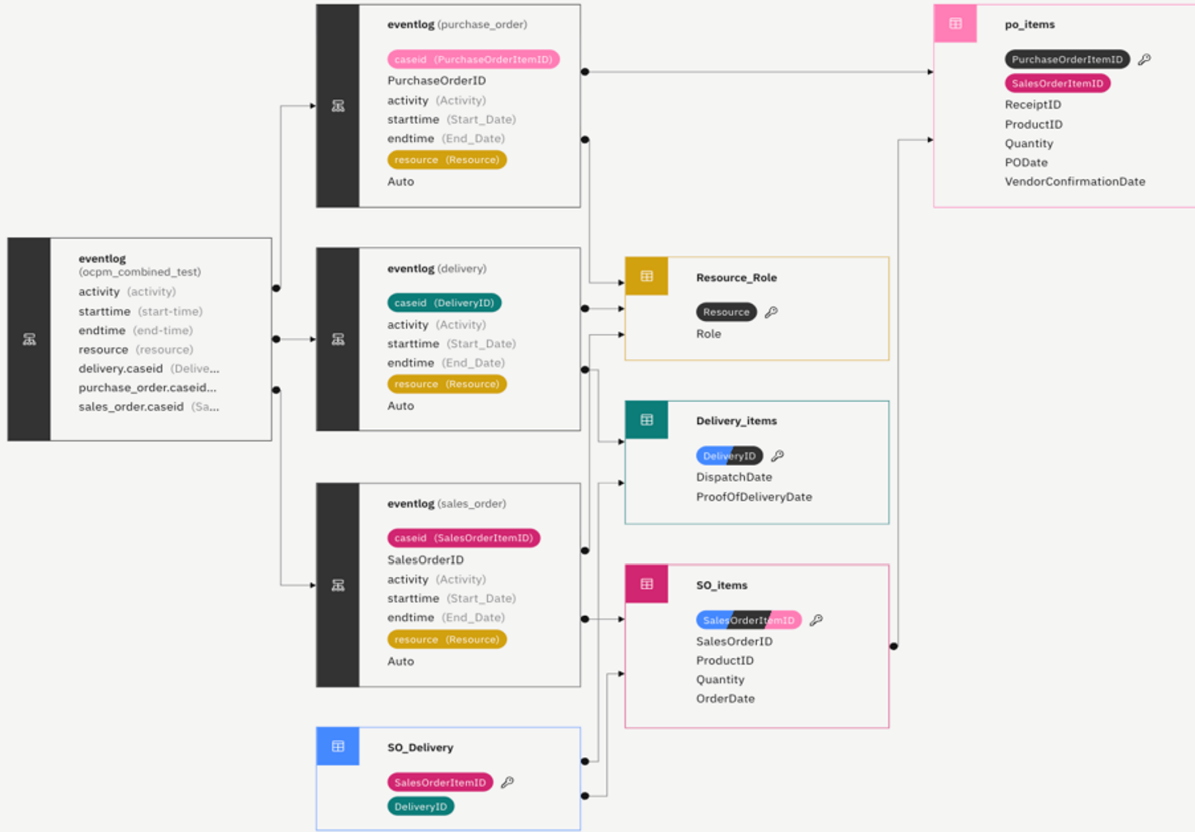 eventlog
(ocpm_combined_test)
activity (activity)
starttime (start-time)
endtime (end-time)
resource (resource)
delivery.caseid (Delive...
purchase_order.caseid...
sales_order.caseid (Sa...
eventlog (purchase_order)
caseid (PurchaseOrderItemID)
PurchaseOrderID
activity (Activity)
starttime (Start_Date)
endtime (End_Date)
resource (Resource)
Auto
eventlog (delivery)
caseid (DeliveryID)
activity (Activity)
starttime (Start_Date)
endtime (End_Date)
resource (Resource)
Auto
eventlog (sales_order)
caseid (SalesOrderItemID)
SalesOrderID
activity (Activity)
starttime (Start_Date)
endtime (End_Date)
resource (Resource)
Auto
SO_Delivery
SalesOrderItemID
DeliveryID
Resource_Role
Resource
Role
Delivery_items
DeliveryID
DispatchDate
ProofOfDeliveryDate
SO_items
SalesOrderItemID
SalesOrderID
ProductID
Quantity
OrderDate
po_items
PurchaseOrderItemID
SalesOrderItemID
ReceiptID
ProductID
Quantity
PODate
VendorConfirmationDate